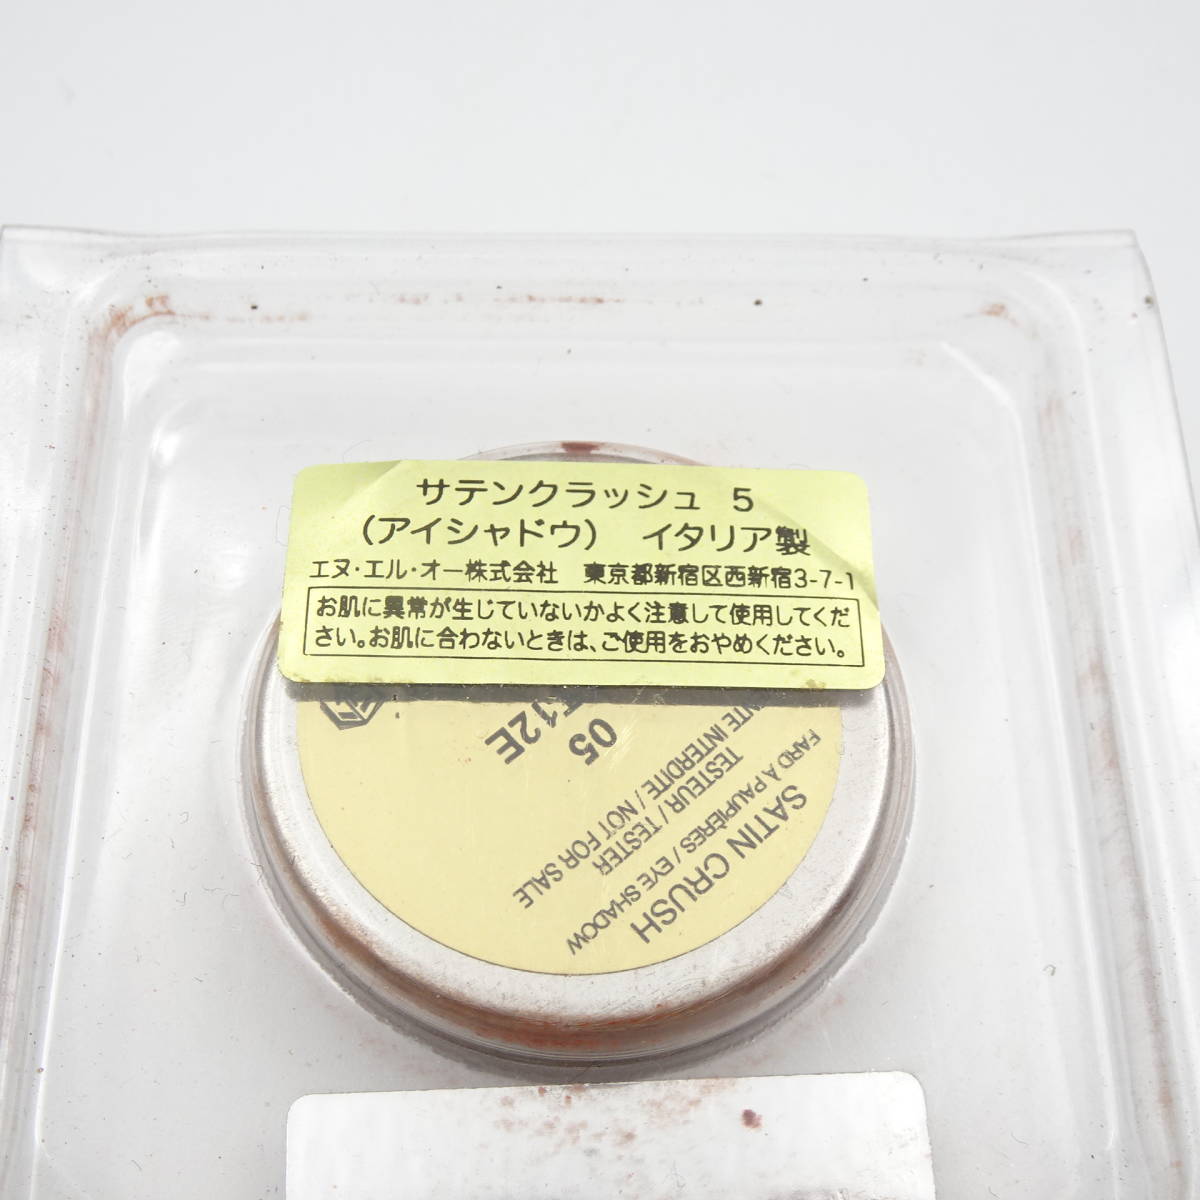 サテンクラッシュ 5
（アイシャドウ） イタリア製
エヌ・エル・オー株式会社 東京都新宿区西新宿3-7-1
お肌に異常が生じていないかよく注意して使用してくだ
さい。お肌に合わないときは、ご使用をおやめください。
SATIN CRUSH
FARD À PAUPIÈRES / EYE SHADOW
TESTEUR / TESTER
INTERDITE / NOT FOR SALE
05